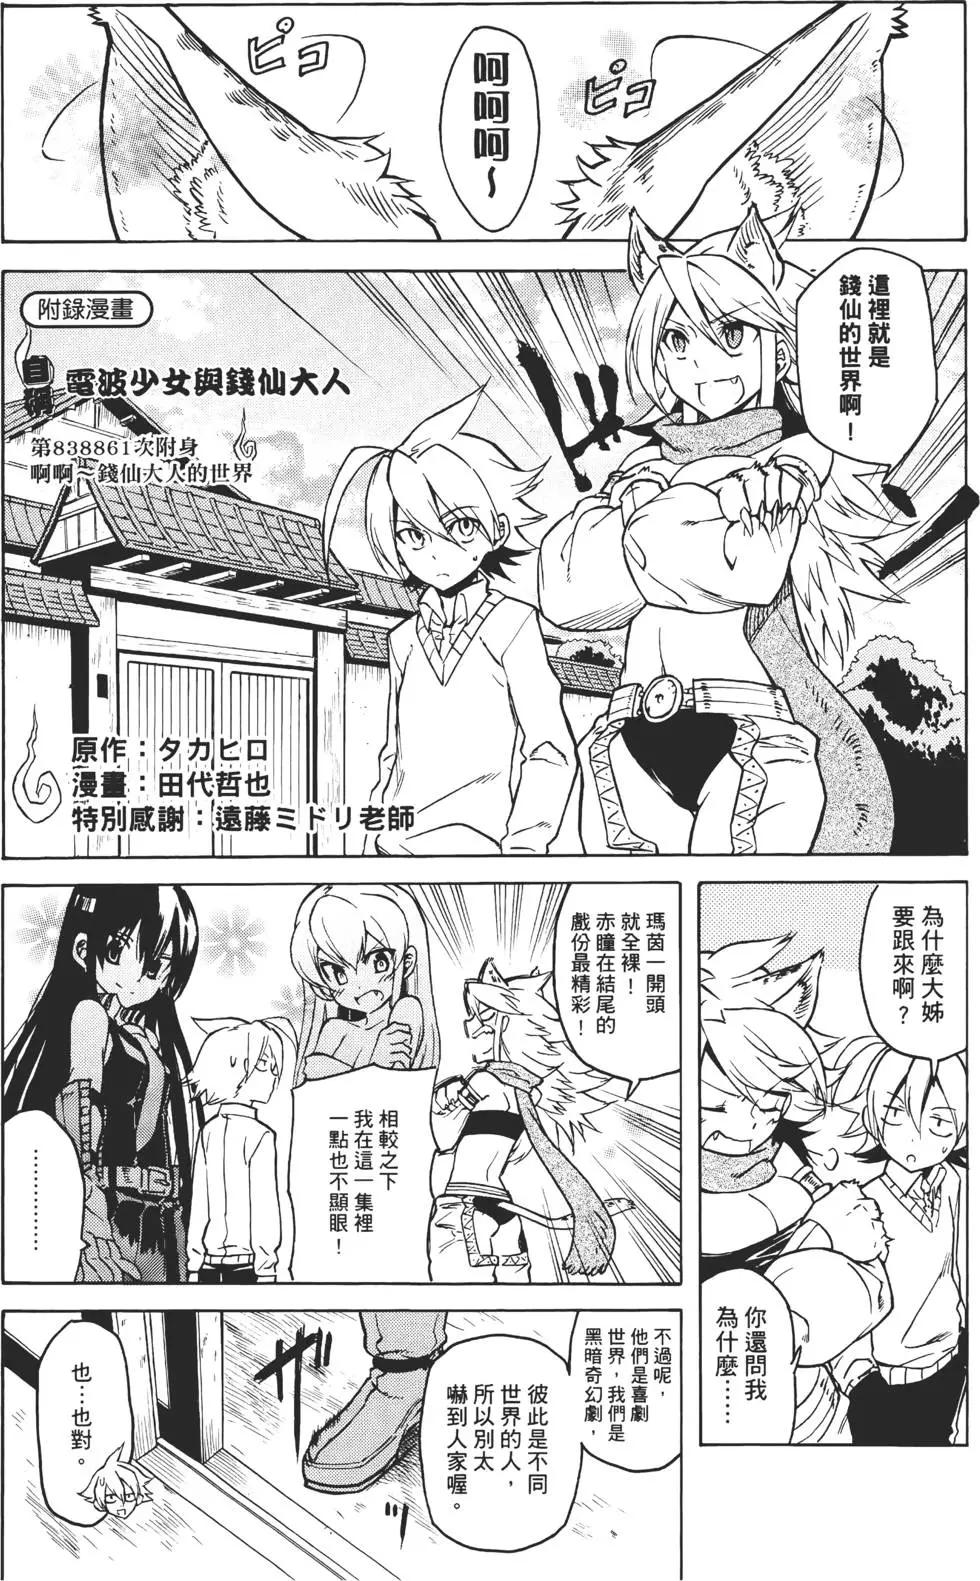 ピコ
呵呵呵~
ピコ
這裡就是
錢仙的世界啊！
附錄漫畫
自稱
電波少女與錢仙大人
第838861次附身
啊啊~錢仙大人的世界
原作：タカヒロ
漫畫：田代哲也
特別感謝：遠藤ミドリ老師
為什麼大姊
要跟來啊？
你還問我
為什麼……
瑪茵一開頭
就全裸！
赤瞳在結尾的
戲份最精彩！
相較之下
我在這一集裡
一點也不顯眼！
………
不過呢，
他們是喜劇
世界，我們是
黑暗奇幻劇，
彼此是不同
世界的人，
所以別太
嚇到人家喔。
也…也對。